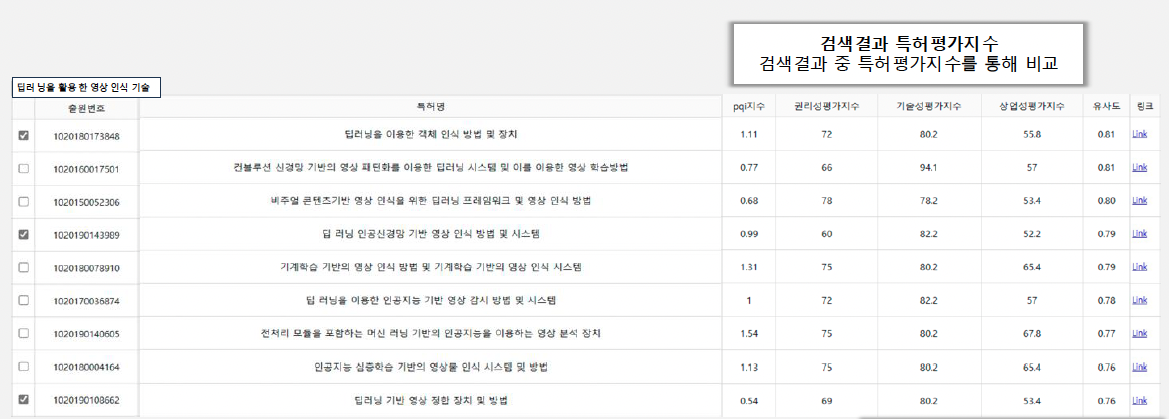 검색결과 특허평가지수
검색결과 중 특허평가지수를 통해 비교
딥러닝을 활용한 영상 인식 기술
출원번호 특허명 pqi지수 권리성평가지수 기술성평가지수 상업성평가지수 유사도 링크
1020180173848 딥러닝을 이용한 객체 인식 방법 및 장치 1.11 72 80.2 55.8 0.81 Link
1020160017501 컨볼루션 신경망 기반의 영상 패턴화를 이용한 딥러닝 시스템 및 이를 이용한 영상 학습방법 0.77 66 94.1 57 0.81 Link
1020150052306 비주얼 콘텐츠기반 영상 인식을 위한 딥러닝 프레임워크 및 영상 인식 방법 0.68 78 78.2 53.4 0.80 Link
1020190143989 딥 러닝 인공신경망 기반 영상 인식 방법 및 시스템 0.99 60 82.2 52.2 0.79 Link
1020180078910 기계학습 기반의 영상 인식 방법 및 기계학습 기반의 영상 인식 시스템 1.31 75 80.2 65.4 0.79 Link
1020170036874 딥 러닝을 이용한 인공지능 기반 영상 감시 방법 및 시스템 1 72 82.2 57 0.78 Link
1020190140605 전처리 모듈을 포함하는 머신 러닝 기반의 인공지능을 이용하는 영상 분석 장치 1.54 75 80.2 67.8 0.77 Link
1020180004164 인공지능 심층학습 기반의 영상물 인식 시스템 및 방법 1.13 75 80.2 65.4 0.76 Link
1020190108662 딥러닝 기반 영상 정합 장치 및 방법 0.54 69 80.2 53.4 0.76 Link